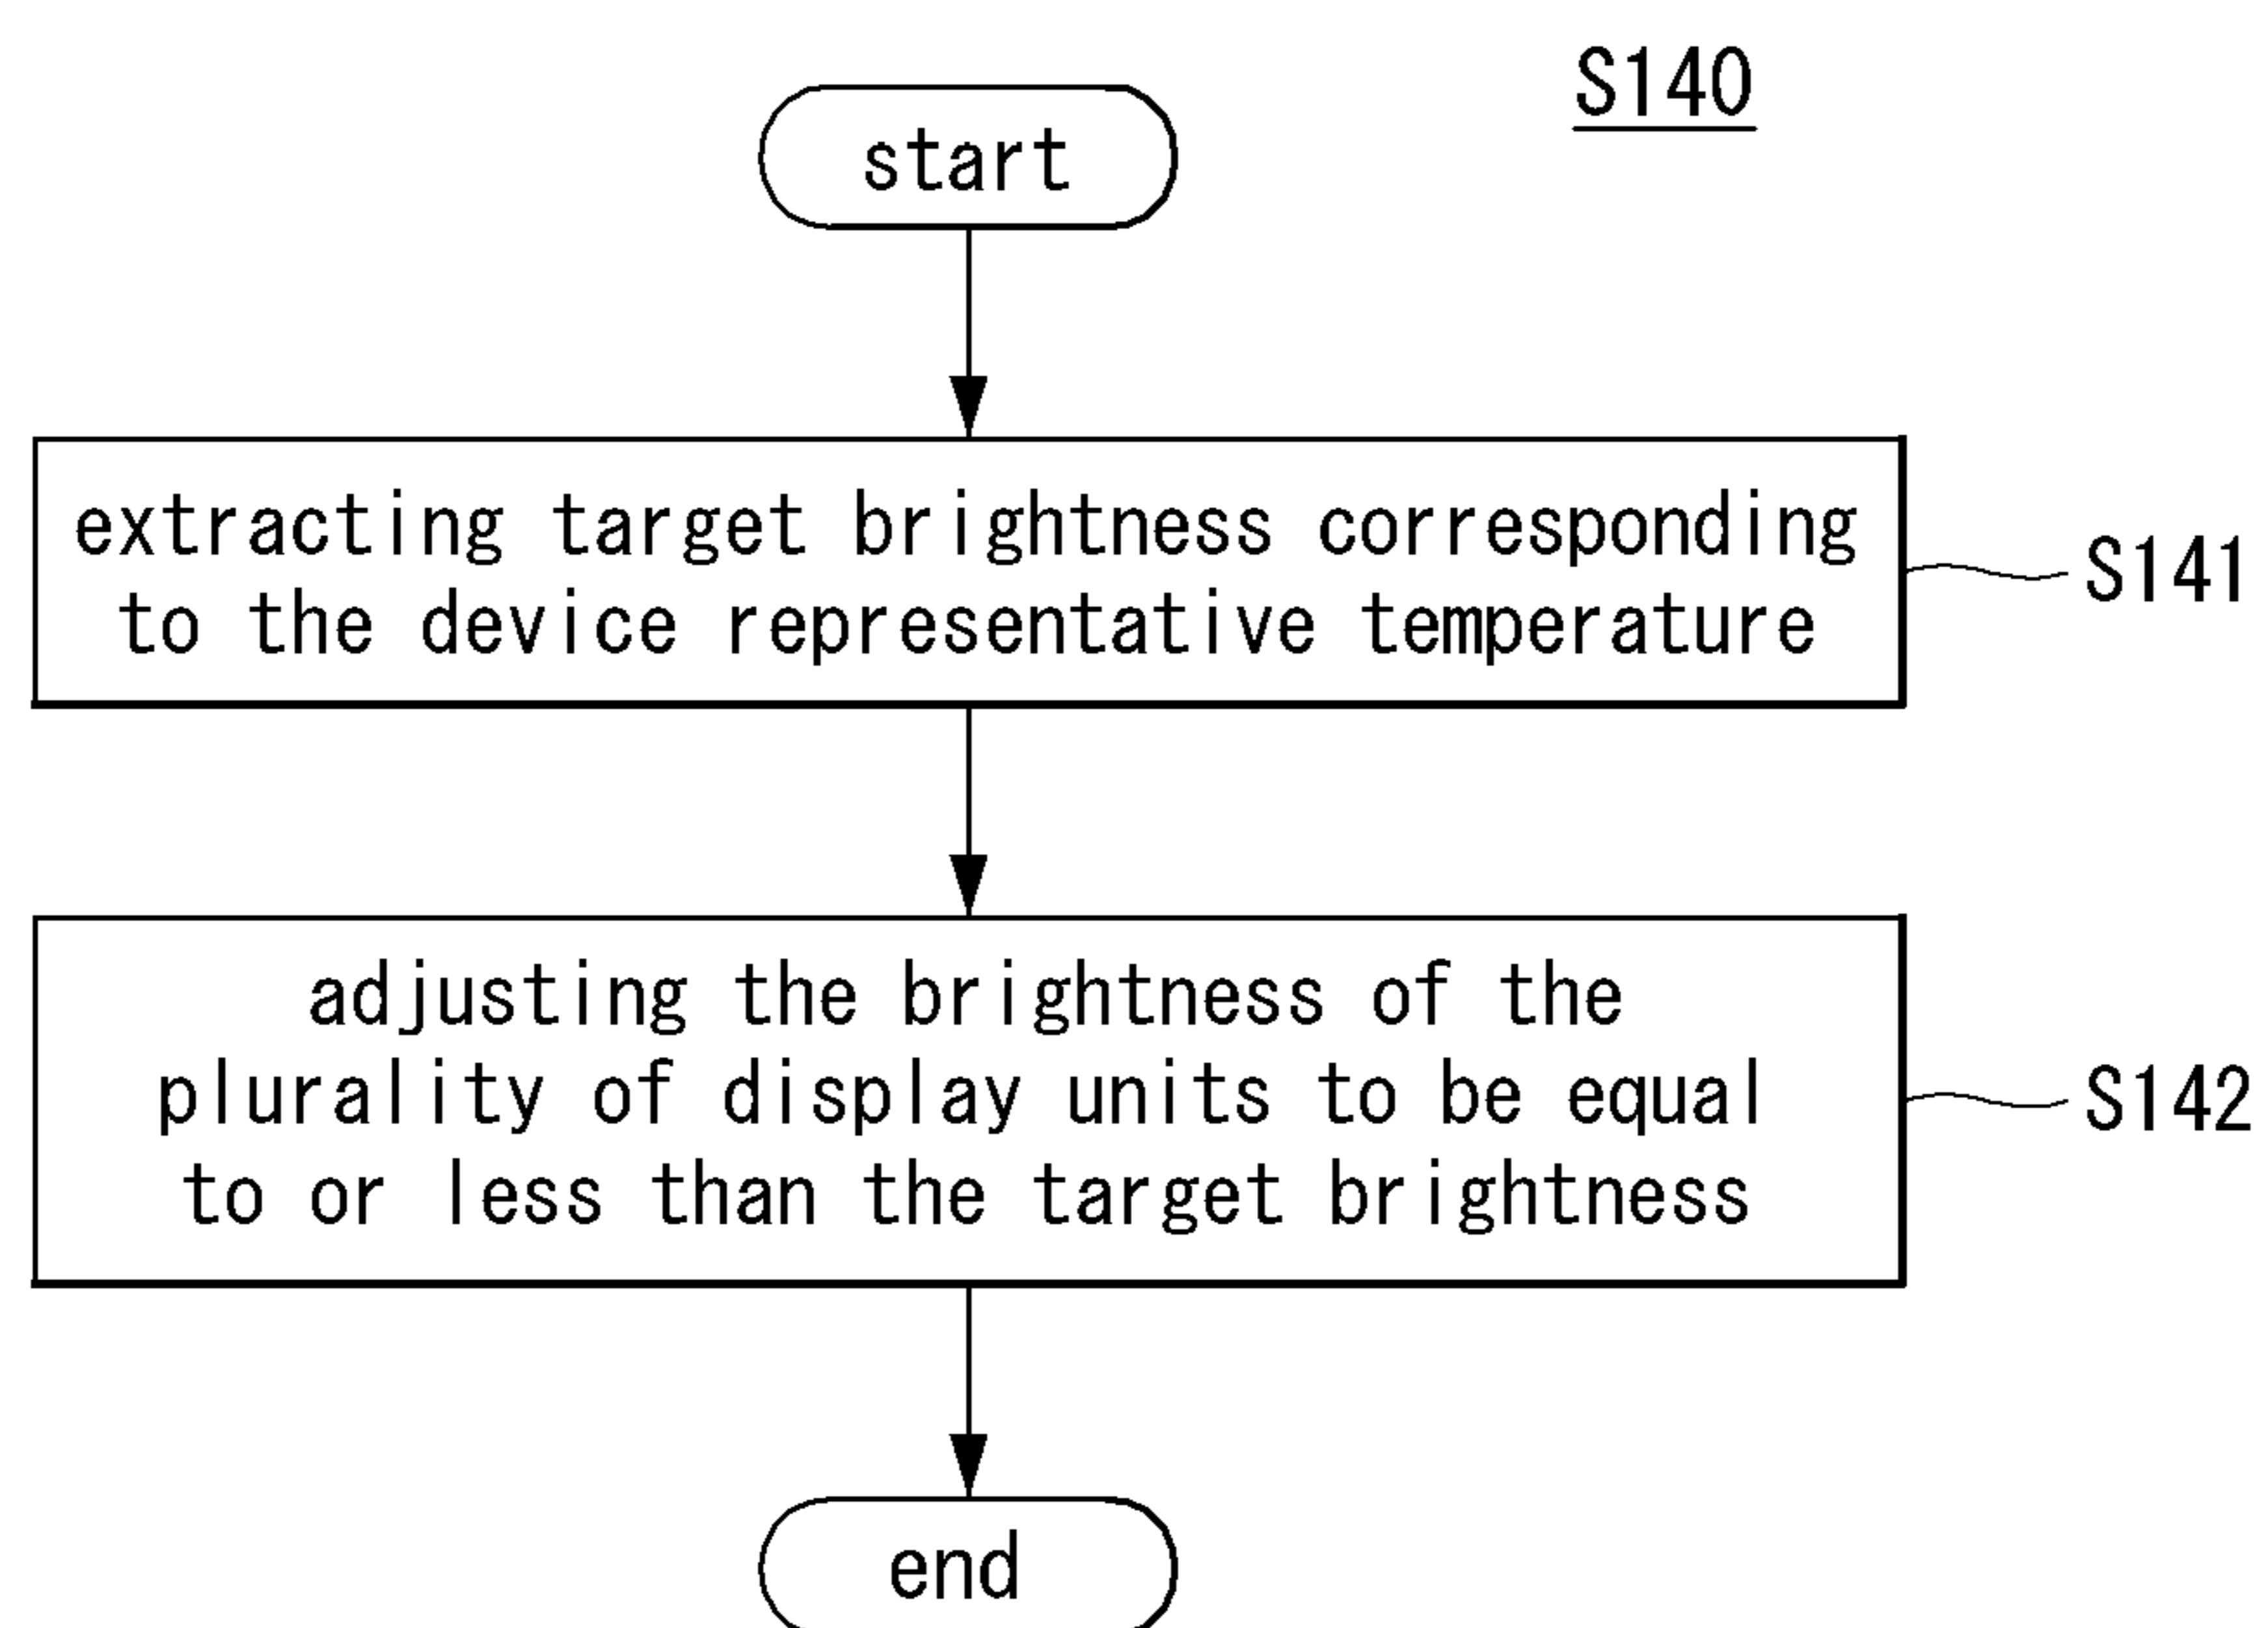 S140
start
extracting target brightness corresponding
to the device representative temperature
S141
adjusting the brightness of the
plurality of display units to be equal
to or less than the target brightness
S142
end